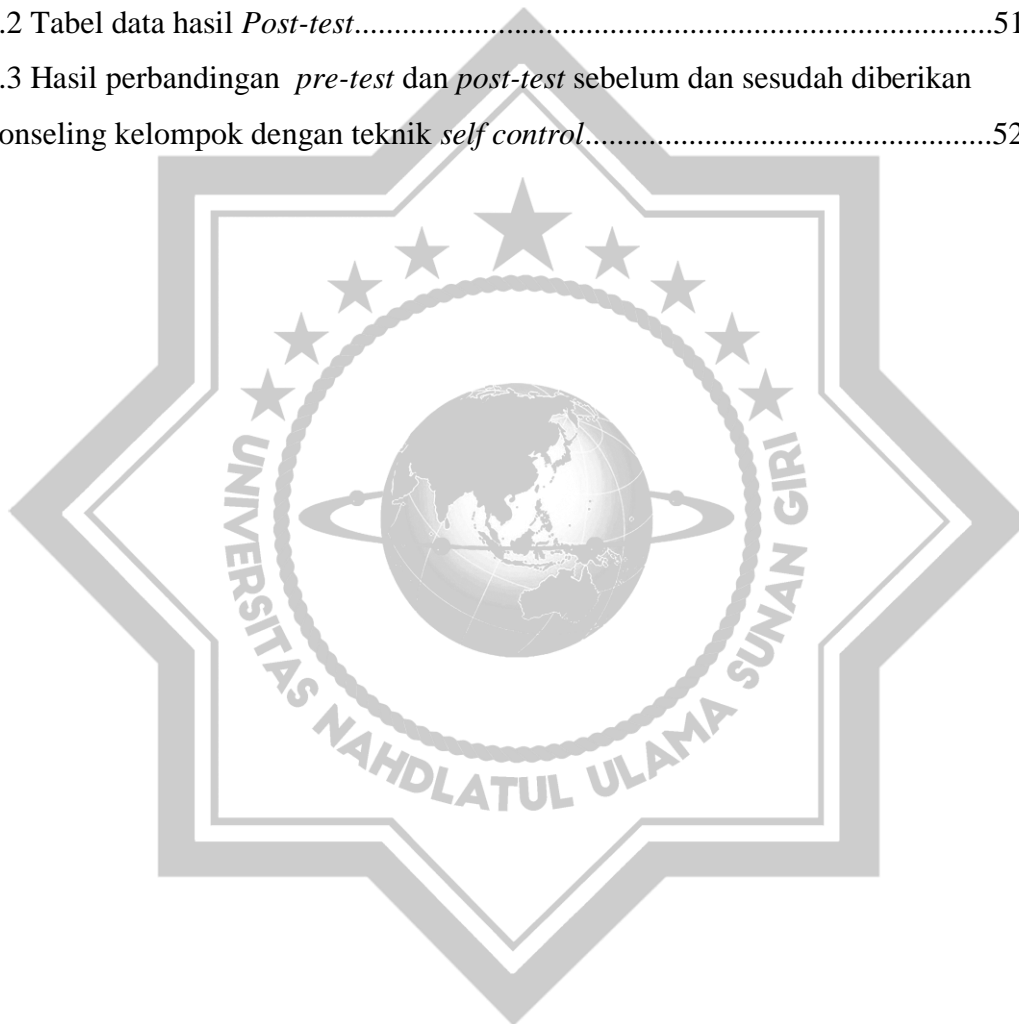 .2 Tabel data hasil Post-test....................................................................................51
.3 Hasil perbandingan pre-test dan post-test sebelum dan sesudah diberikan
onseling kelompok dengan teknik self control.....................................................52
UNIVERSITAS NAHDLATUL ULAMA SUNAN GIRI